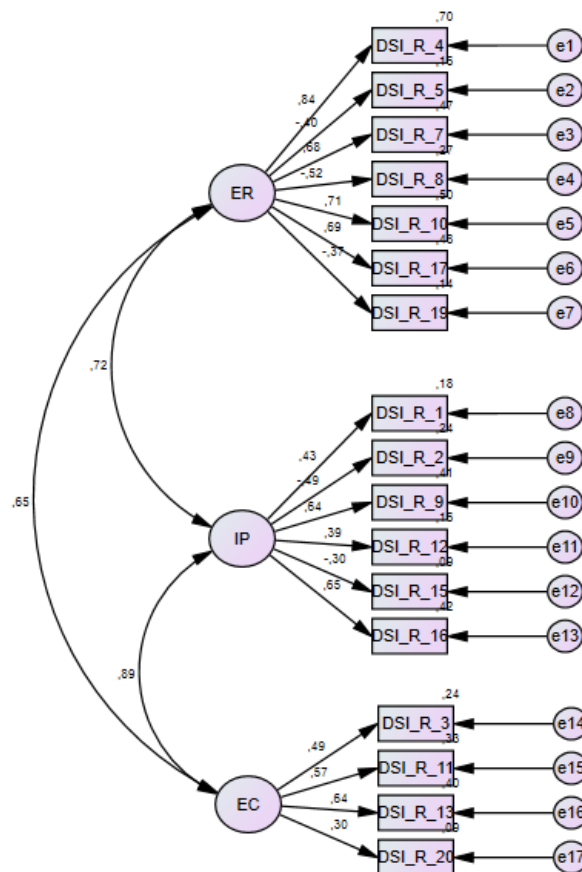 ,70
DSI_R_4 e1
,16
,84 DSI_R_5 e2
-,40 ,47
,68 DSI_R_7 e3
,27
-,52 DSI_R_8 e4
ER ,50
,71 DSI_R_10 e5
,69 ,48
-,37 DSI_R_17 e6
,14
DSI_R_19 e7
,72
,18
DSI_R_1 e8
,24
,43 DSI_R_2 e9
-,49 ,41
,64 DSI_R_9 e10
,65
,39 ,15
IP DSI_R_12 e11
-,30 ,09
,65 DSI_R_15 e12
,42
DSI_R_16 e13
,89
,24
DSI_R_3 e14
,49 ,33
,57 DSI_R_11 e15
,40
,64 DSI_R_13 e16
EC ,30 ,09
DSI_R_20 e17